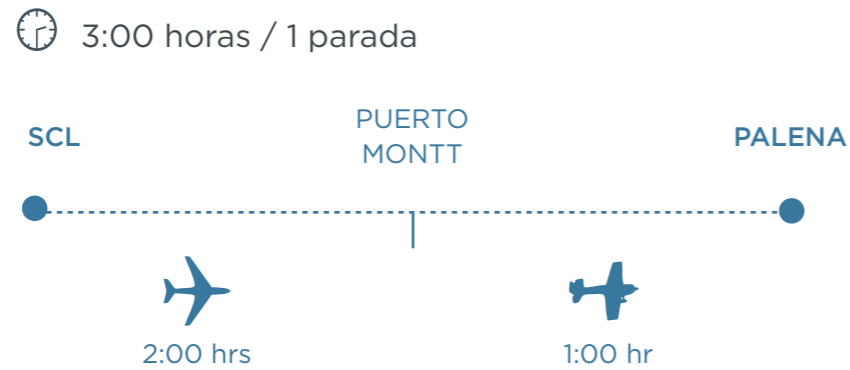 3:00 horas / 1 parada
SCL
PUERTO
MONTT
PALENA
2:00 hrs
1:00 hr